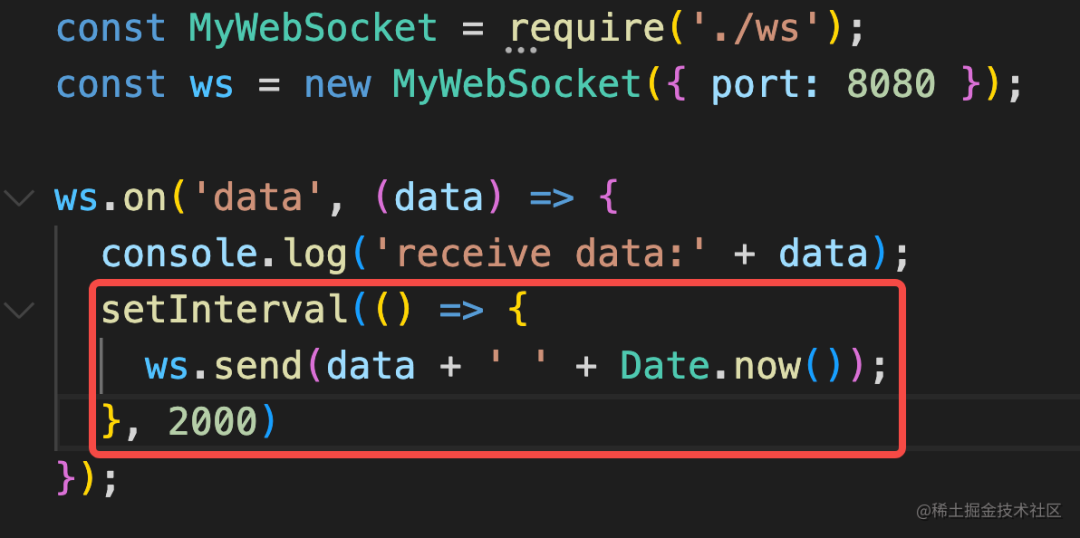 const MyWebSocket = require('./ws');
const ws = new MyWebSocket({ port: 8080 });
ws.on('data', (data) => {
  console.log('receive data:' + data);
  setInterval(() => {
    ws.send(data + ' ' + Date.now());
  }, 2000)
});
@稀土掘金技术社区